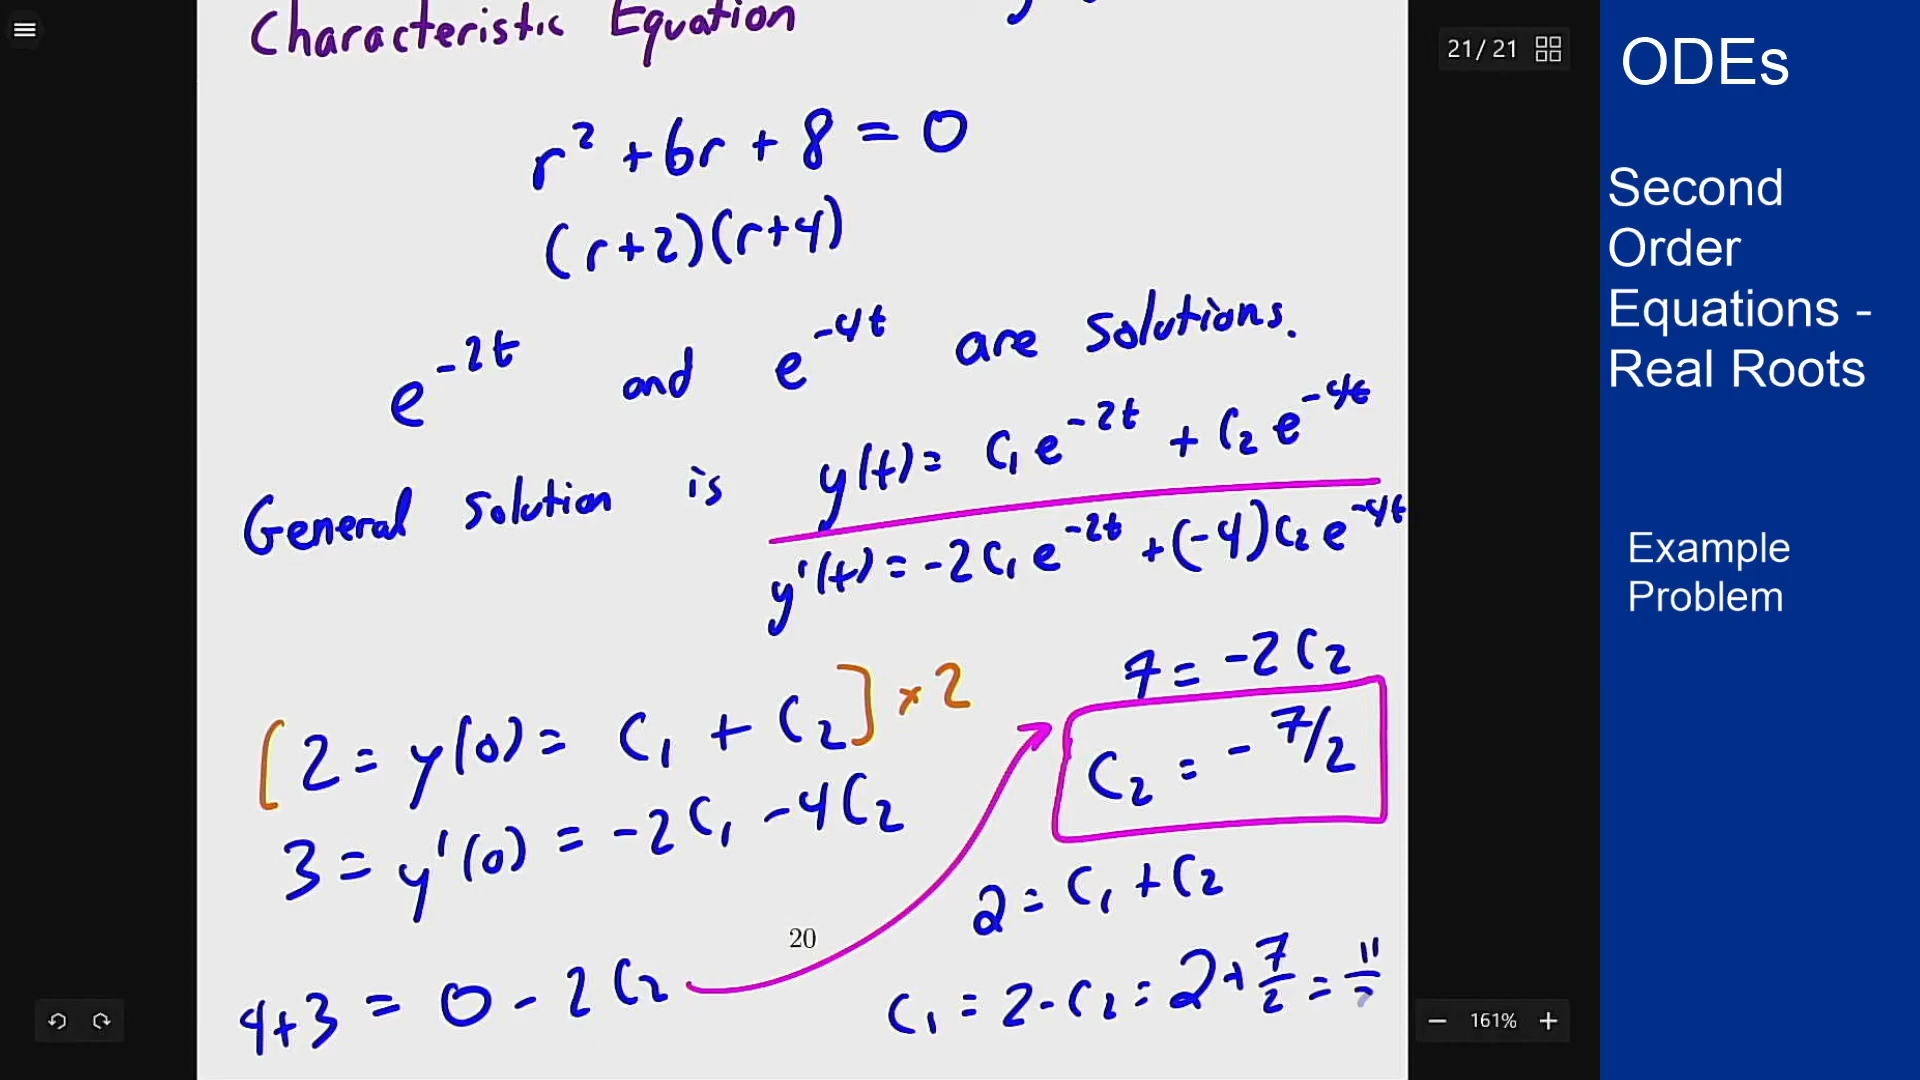 Characteristic Equation
21/ 21
r² + 6r + 8 = 0
(r+2)(r+4)
e^{-2t} and e^{-4t} are solutions.
General solution is y(t) = C₁e^{-2t} + C₂e^{-4t}
y'(t) = -2C₁e^{-2t} + (-4)C₂e^{-4t}
[2 = y(0) = C₁ + C₂] × 2
3 = y'(0) = -2C₁ - 4C₂
4+3 = 0 - 2C₂
7 = -2C₂
C₂ = - 7/2
2 = C₁ + C₂
C₁ = 2 - C₂ = 2 + 7/2 = 11/2
20
161%
ODEs
Second
Order
Equations -
Real Roots
Example
Problem